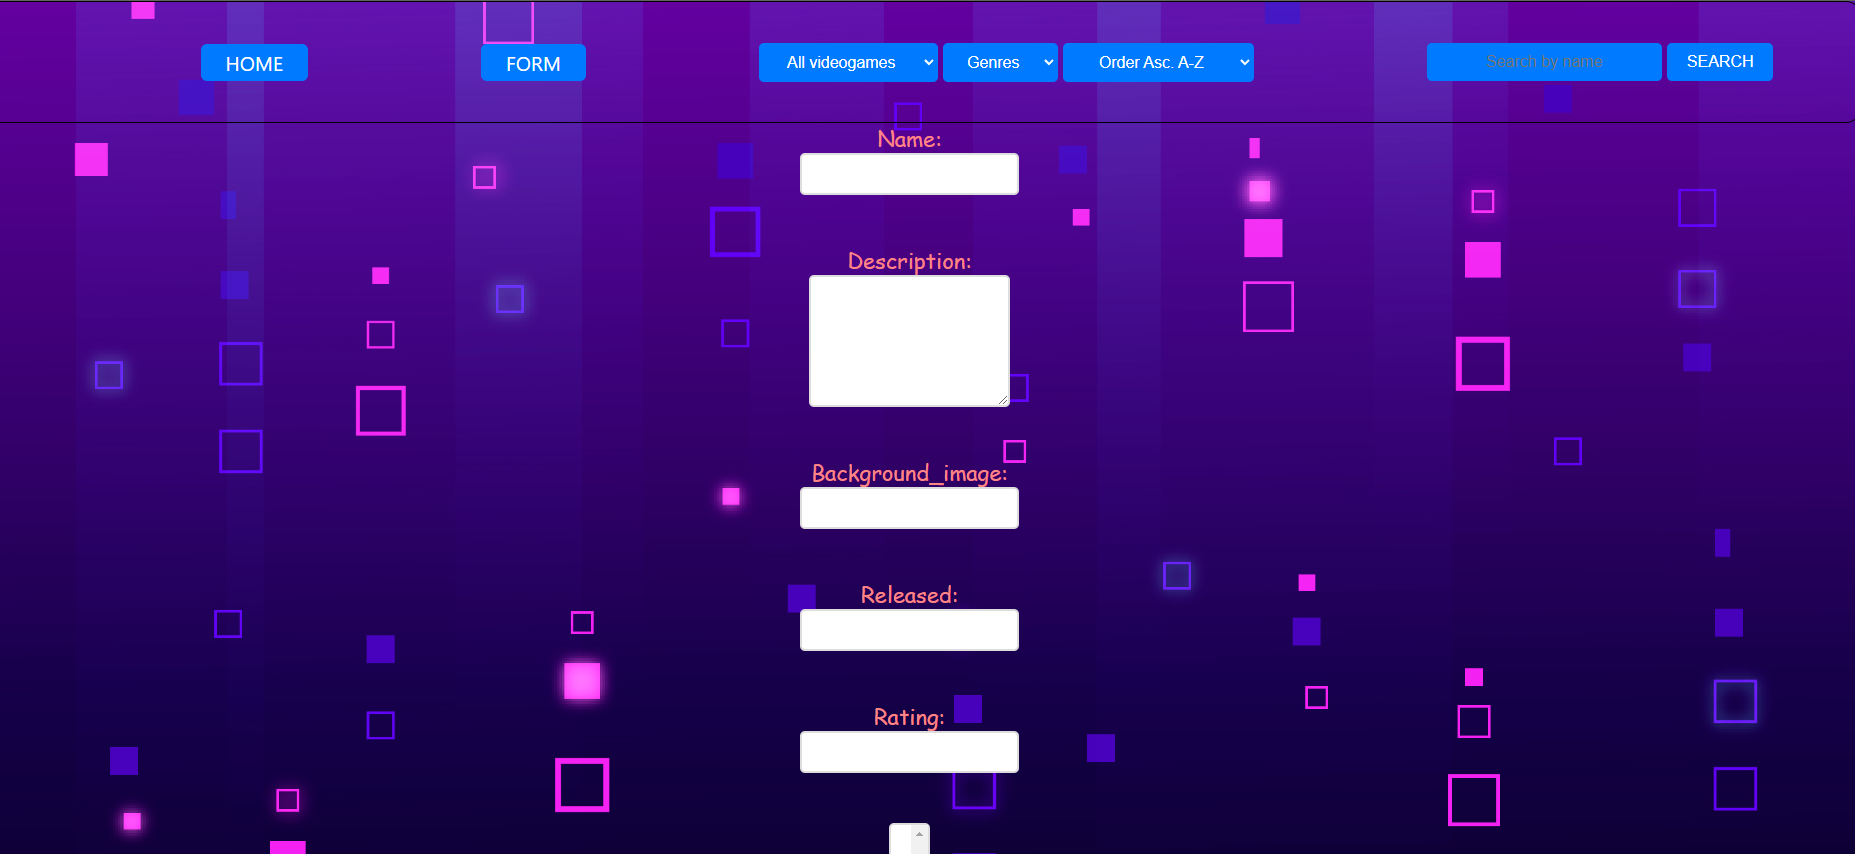 HOME
FORM
All videogames
Genres
Order Asc. A-Z
Search by name
SEARCH
Name:
Description:
Background_image:
Released:
Rating: